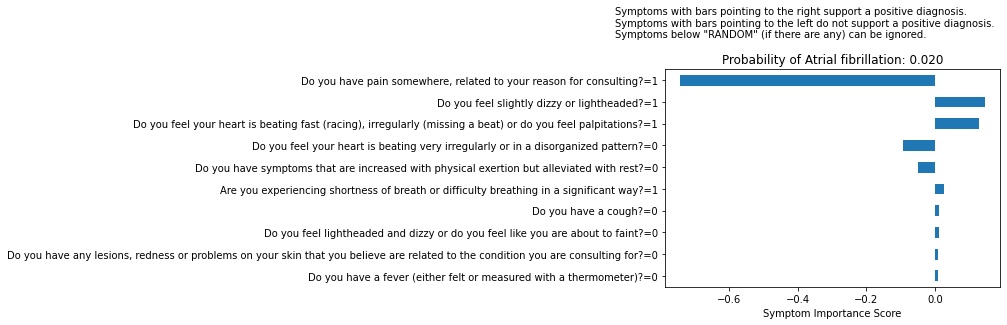 Symptoms with bars pointing to the right support a positive diagnosis.
Symptoms with bars pointing to the left do not support a positive diagnosis.
Symptoms below "RANDOM" (if there are any) can be ignored.
Probability of Atrial fibrillation: 0.020
Do you have pain somewhere, related to your reason for consulting?=1
Do you feel slightly dizzy or lightheaded?=1
Do you feel your heart is beating fast (racing), irregularly (missing a beat) or do you feel palpitations?=1
Do you feel your heart is beating very irregularly or in a disorganized pattern?=0
Do you have symptoms that are increased with physical exertion but alleviated with rest?=0
Are you experiencing shortness of breath or difficulty breathing in a significant way?=1
Do you have a cough?=0
Do you feel lightheaded and dizzy or do you feel like you are about to faint?=0
Do you have any lesions, redness or problems on your skin that you believe are related to the condition you are consulting for?=0
Do you have a fever (either felt or measured with a thermometer)?=0
−0.6 −0.4 −0.2 0.0
Symptom Importance Score